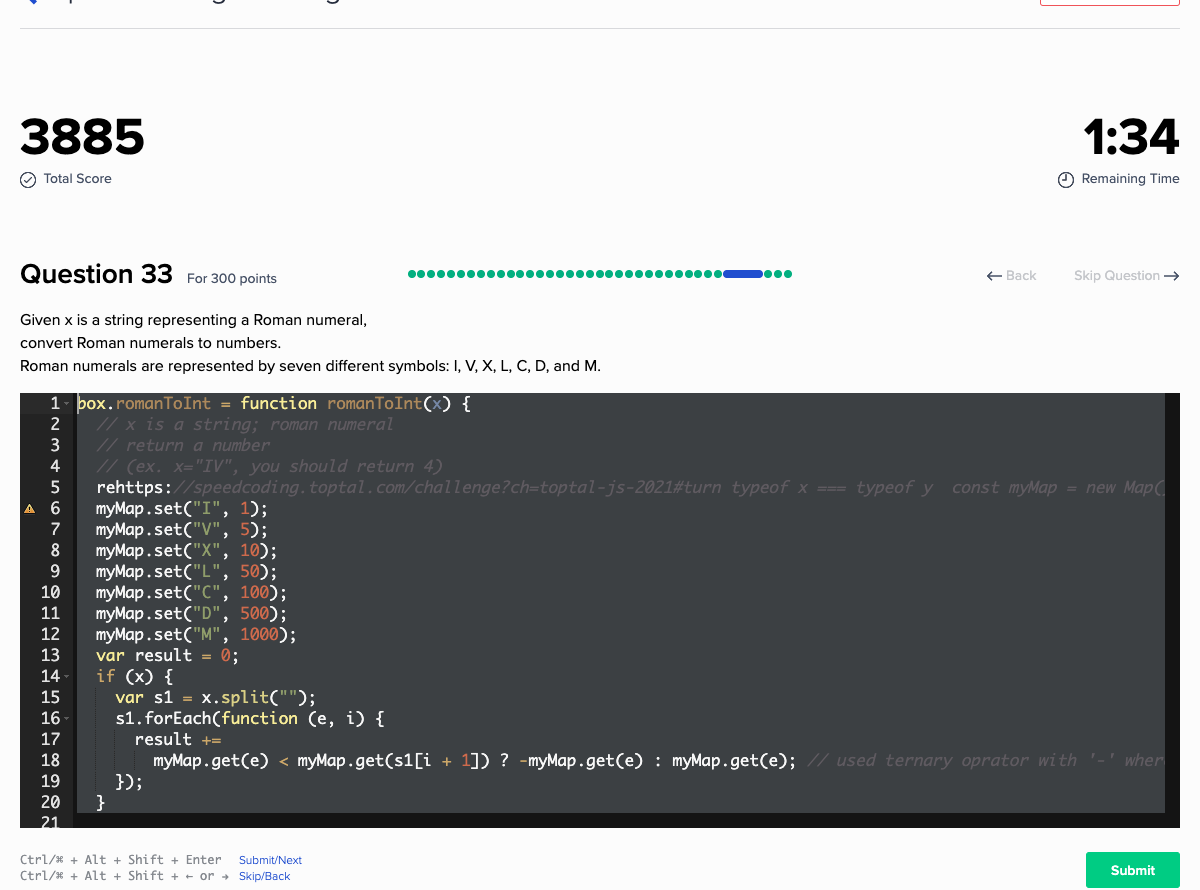 3885
Total Score
1:34
Remaining Time
Question 33 For 300 points
← Back Skip Question →
Given x is a string representing a Roman numeral,
convert Roman numerals to numbers.
Roman numerals are represented by seven different symbols: I, V, X, L, C, D, and M.
1 box.romanToInt = function romanToInt(x) {
2 // x is a string; roman numeral
3 // return a number
4 // (ex. x="IV", you should return 4)
5 rehttps://speedcoding.toptal.com/challenge?ch=toptal-js-2021#turn typeof x === typeof y  const myMap = new Map(
6 myMap.set("I", 1);
7 myMap.set("V", 5);
8 myMap.set("X", 10);
9 myMap.set("L", 50);
10 myMap.set("C", 100);
11 myMap.set("D", 500);
12 myMap.set("M", 1000);
13 var result = 0;
14 if (x) {
15 var s1 = x.split("");
16 s1.forEach(function (e, i) {
17 result +=
18 myMap.get(e) < myMap.get(s1[i + 1]) ? -myMap.get(e) : myMap.get(e); // used ternary oprator with '-' wher
19 });
20 }
21
Ctrl/⌘ + Alt + Shift + Enter Submit/Next
Ctrl/⌘ + Alt + Shift + ← or → Skip/Back
Submit